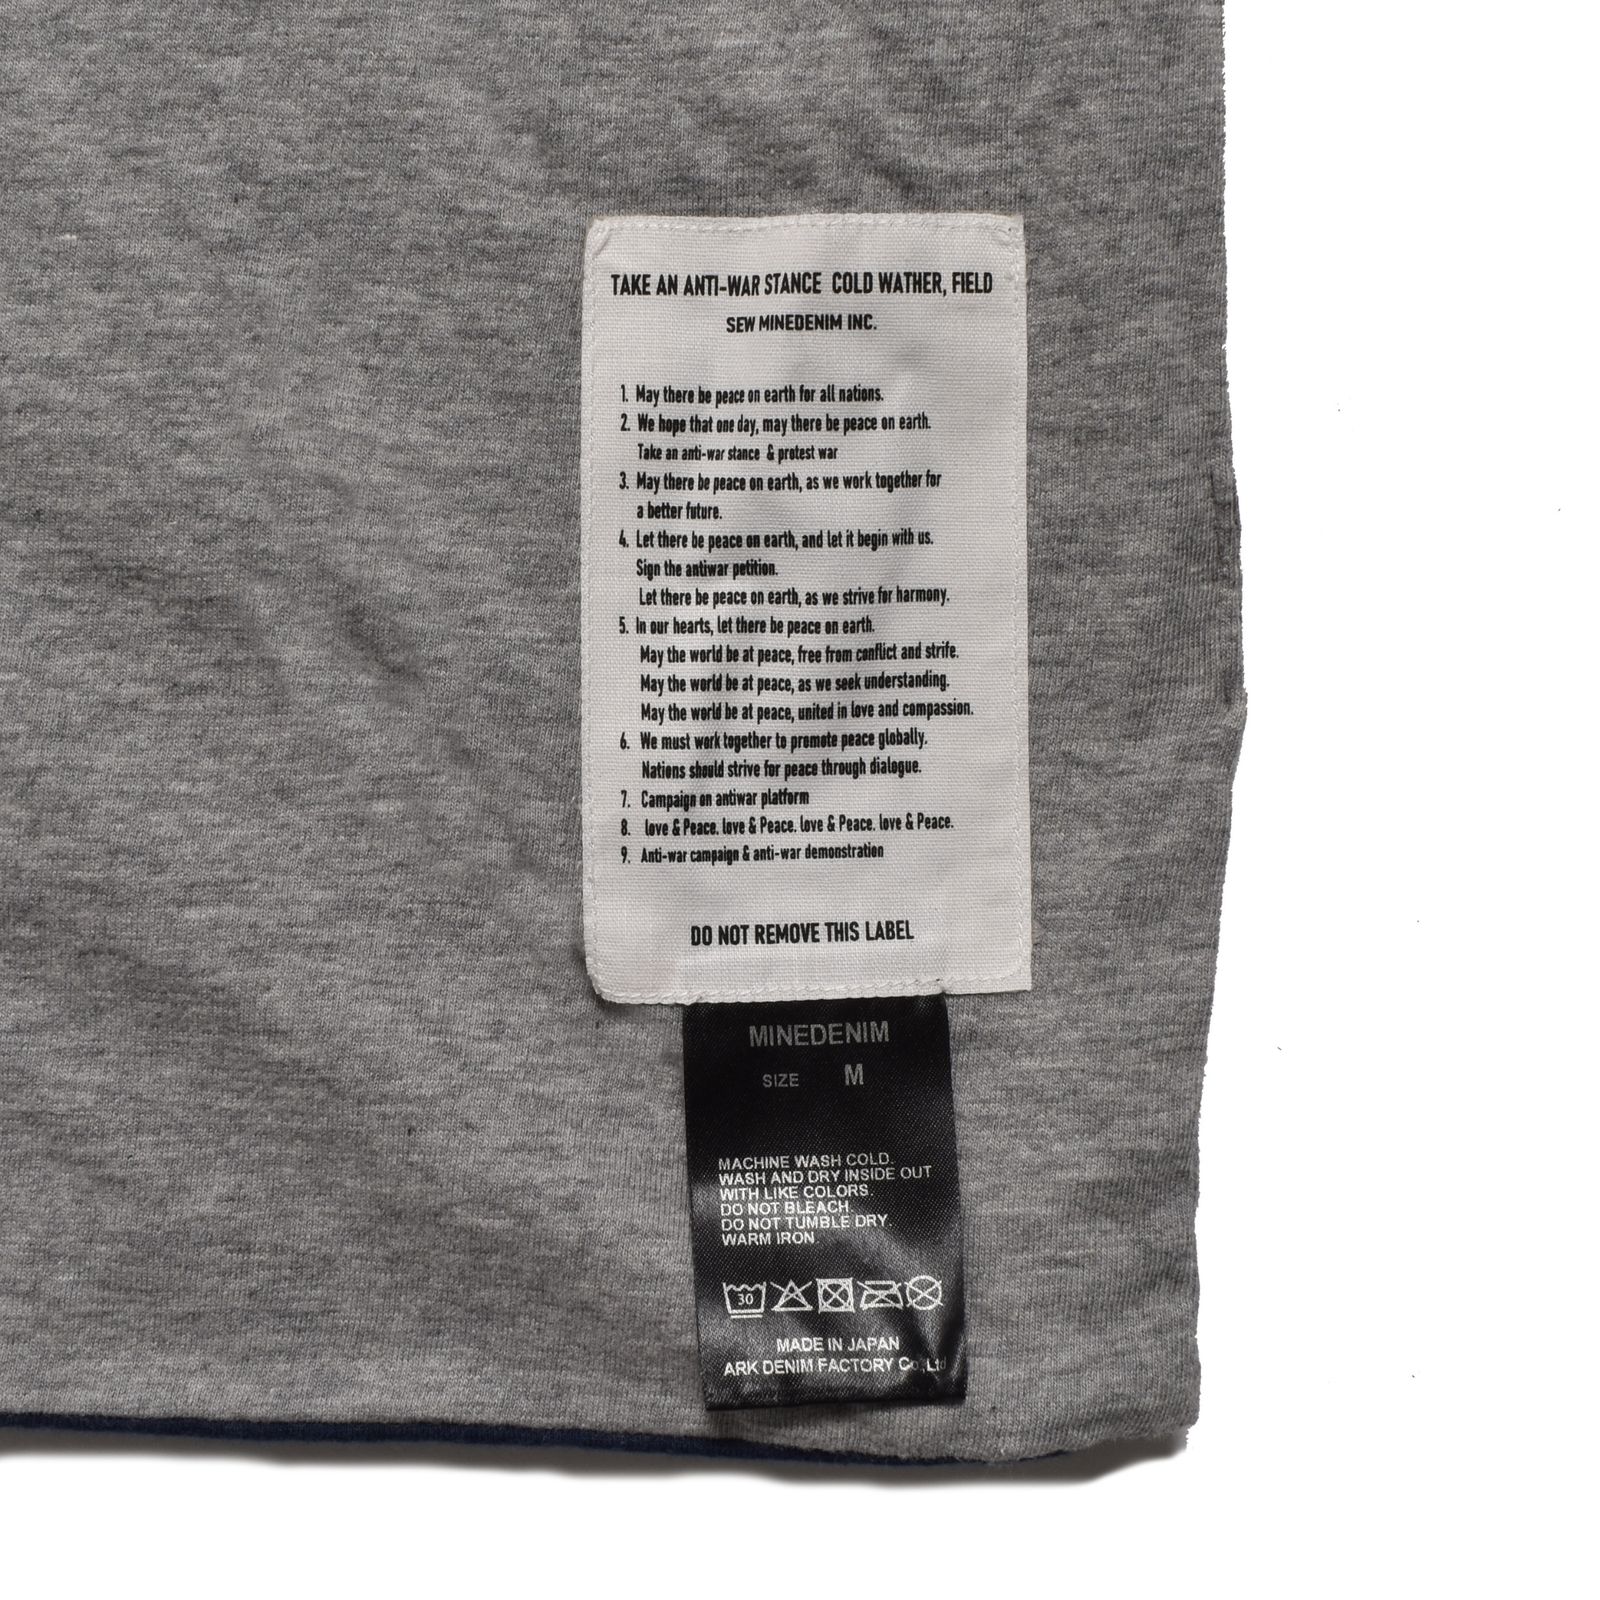 TAKE AN ANTI-WAR STANCE COLD WATHER, FIELD
SEW MINEDENIM INC.
1. May there be peace on earth for all nations.
2. We hope that one day, may there be peace on earth.
Take an anti-war stance & protest war
3. May there be peace on earth, as we work together for
a better future.
4. Let there be peace on earth, and let it begin with us.
Sign the antiwar petition.
Let there be peace on earth, as we strive for harmony.
5. In our hearts, let there be peace on earth.
May the world be at peace, free from conflict and strife.
May the world be at peace, as we seek understanding.
May the world be at peace, united in love and compassion.
6. We must work together to promote peace globally.
Nations should strive for peace through dialogue.
7. Campaign on antiwar platform
8. love & Peace. love & Peace. love & Peace. love & Peace.
9. Anti-war campaign & anti-war demonstration
DO NOT REMOVE THIS LABEL
MINEDENIM
SIZE M
MACHINE WASH COLD.
WASH AND DRY INSIDE OUT
WITH LIKE COLORS.
DO NOT BLEACH.
DO NOT TUMBLE DRY.
WARM IRON.
30
MADE IN JAPAN
ARK DENIM FACTORY Co.,Ltd